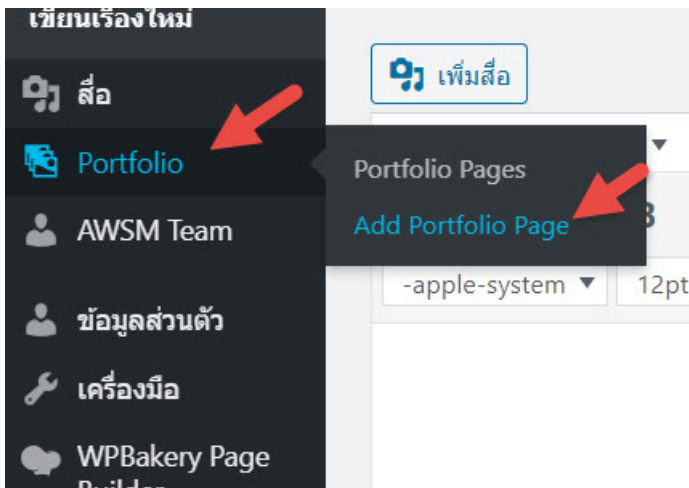 เขียนเรื่องใหม่
สื่อ
Portfolio
AWSM Team
ข้อมูลส่วนตัว
เครื่องมือ
WPBakery Page
Builder
เพิ่มสื่อ
Portfolio Pages
Add Portfolio Page
-apple-system
12pt